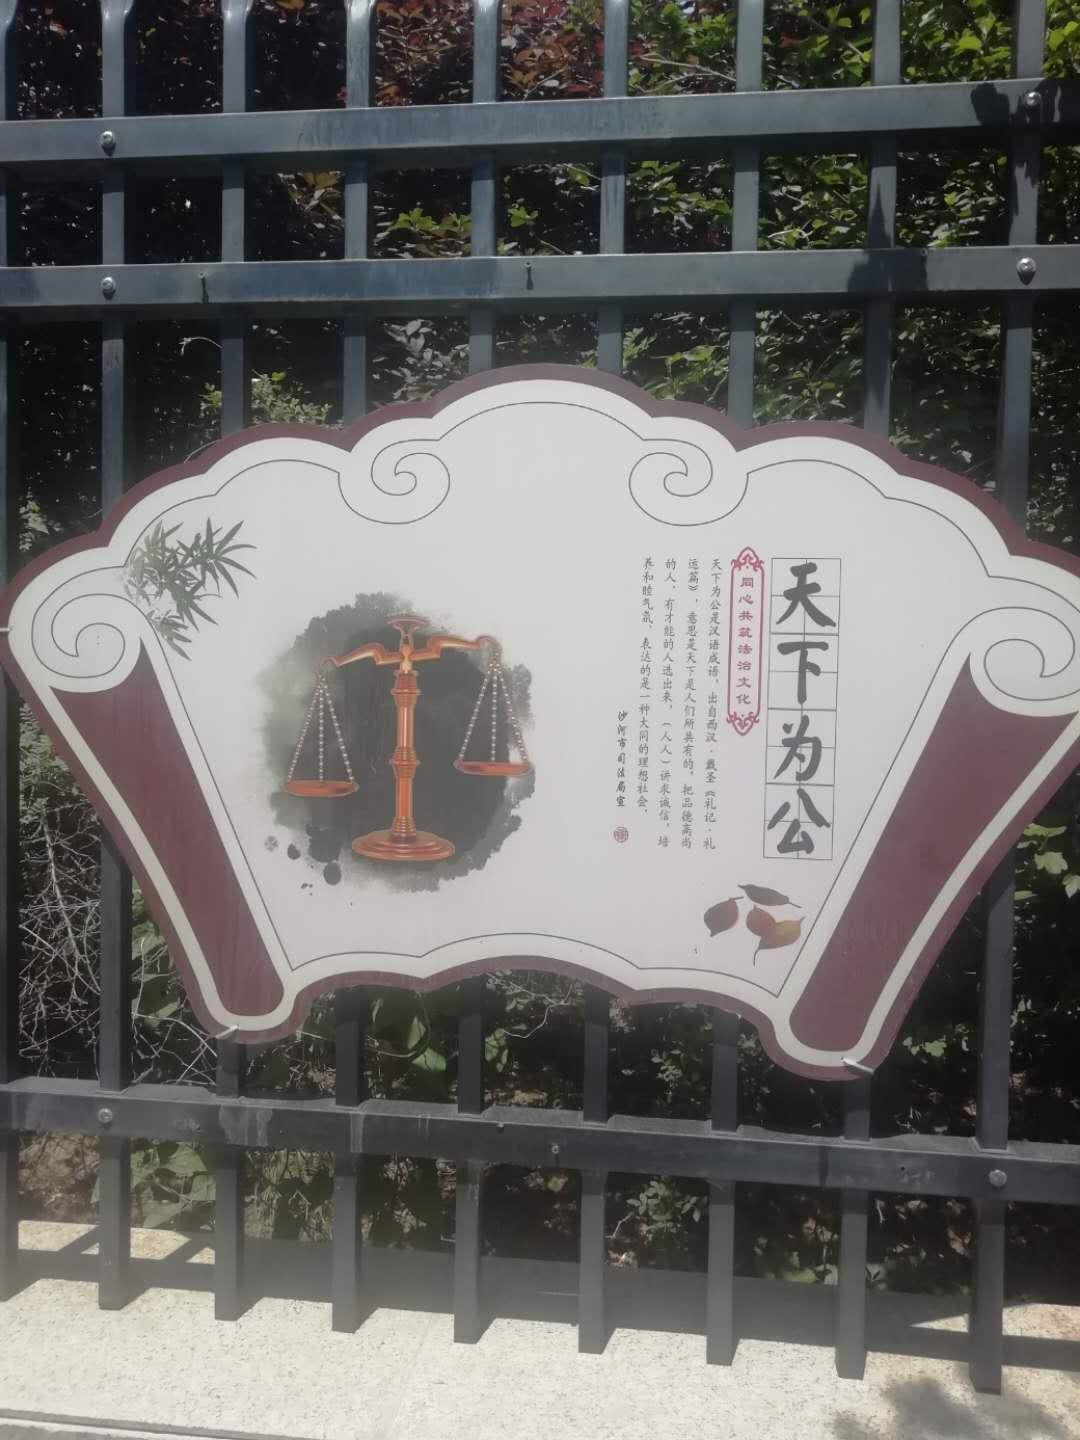 天下为公
同心共筑法治文化
天下为公是汉语成语，出自西汉·戴圣《礼记·礼
运篇》，意思是天下是人们所共有的，把品德高尚
的人，有才能的人选出来，（人人）讲求诚信，培
养和睦气氛，表达的是一种大同的理想社会。
沙河市司法局宣